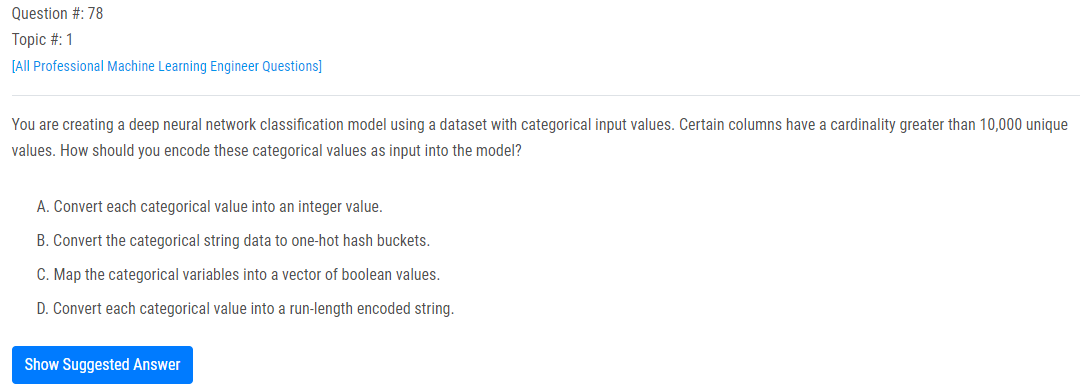 Question #: 78
Topic #: 1
[All Professional Machine Learning Engineer Questions]
You are creating a deep neural network classification model using a dataset with categorical input values. Certain columns have a cardinality greater than 10,000 unique
values. How should you encode these categorical values as input into the model?
A. Convert each categorical value into an integer value.
B. Convert the categorical string data to one-hot hash buckets.
C. Map the categorical variables into a vector of boolean values.
D. Convert each categorical value into a run-length encoded string.
Show Suggested Answer